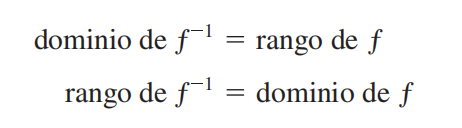 dominio de f⁻¹ = rango de f
rango de f⁻¹ = dominio de f